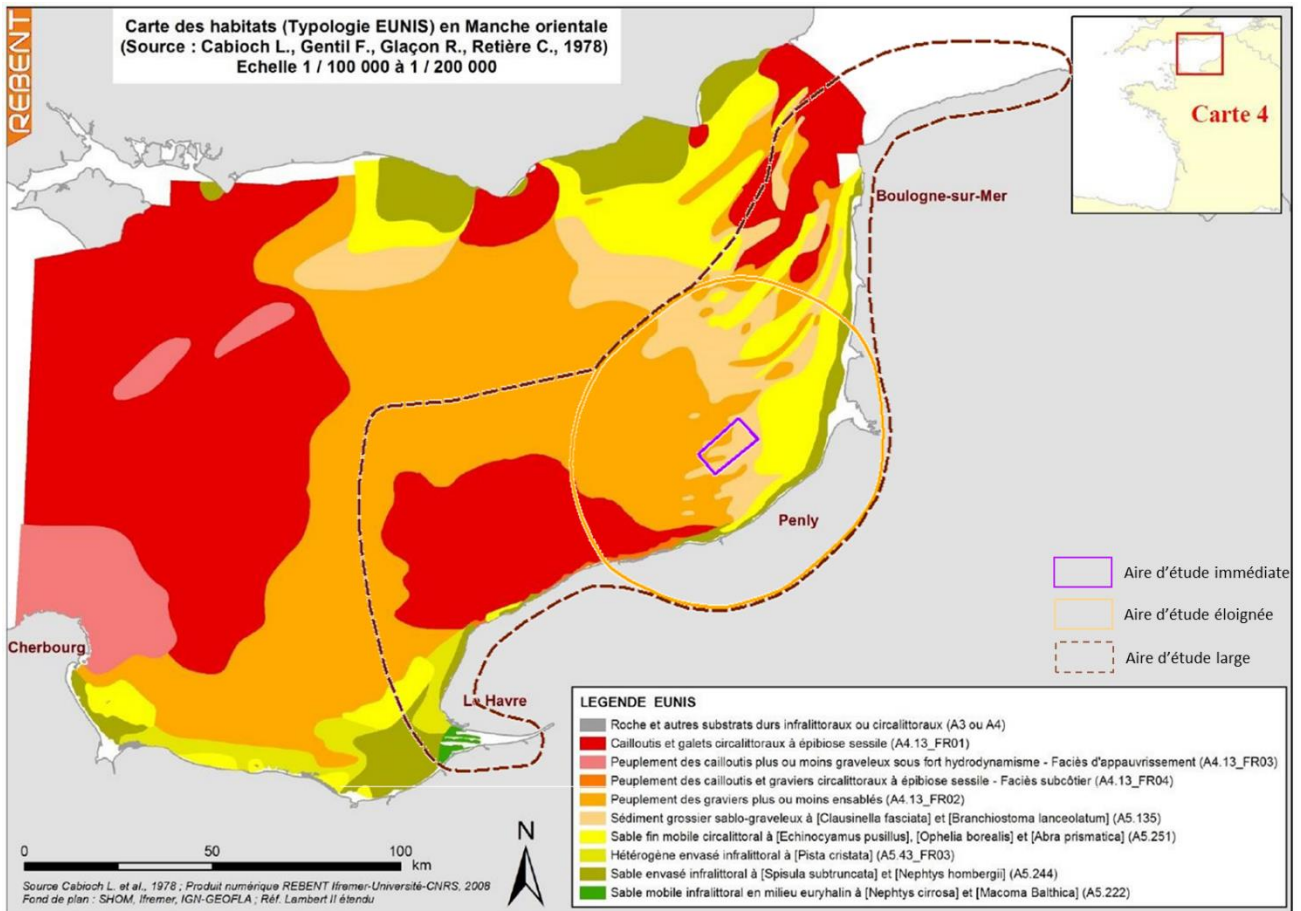 REBENT
Carte des habitats (Typologie EUNIS) en Manche orientale
(Source : Cabioch L., Gentil F., Glaçon R., Retière C., 1978)
Echelle 1 / 100 000 à 1 / 200 000
Carte 4
Boulogne-sur-Mer
Penly
Cherbourg
Le Havre
Aire d'étude immédiate
Aire d'étude éloignée
Aire d'étude large
LEGENDE EUNIS
Roche et autres substrats durs infralittoraux ou circalittoraux (A3 ou A4)
Cailloutis et galets circalittoraux à épibiose sessile (A4.13_FR01)
Peuplement des cailloutis plus ou moins graveleux sous fort hydrodynamisme - Faciès d'appauvrissement (A4.13_FR03)
Peuplement des cailloutis et graviers circalittoraux à épibiose sessile - Faciès subcôtier (A4.13_FR04)
Peuplement des graviers plus ou moins ensablés (A4.13_FR02)
Sédiment grossier sablo-graveleux à [Clausinella fasciata] et [Branchiostoma lanceolatum] (A5.135)
Sable fin mobile circalittoral à [Echinocyamus pusillus], [Ophelia borealis] et [Abra prismatica] (A5.251)
Hétérogène envasé infralittoral à [Pista cristata] (A5.43_FR03)
Sable envasé infralittoral à [Spisula subtruncata] et [Nephtys hombergii] (A5.244)
Sable mobile infralittoral en milieu euryhalin à [Nephtys cirrosa] et [Macoma Balthica] (A5.222)
N
0 50 100
km
Source Cabioch L. et al., 1978 ; Produit numérique REBENT Ifremer-Université-CNRS, 2008
Fond de plan : SHOM, Ifremer, IGN-GEOFLA ; Réf. Lambert II étendu